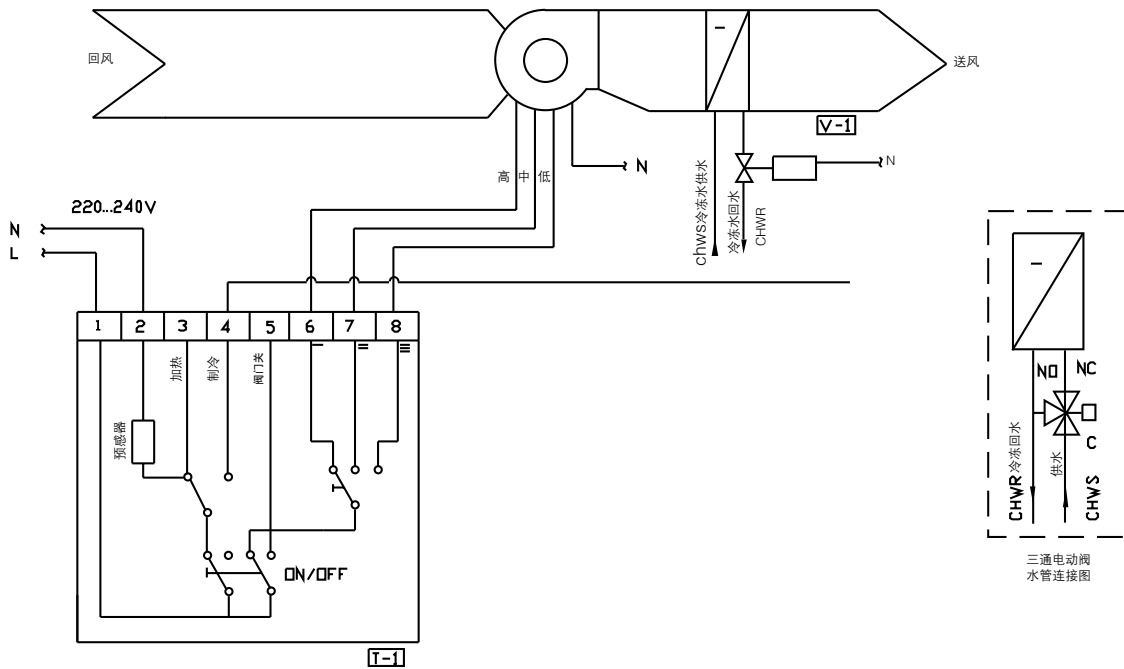 回风
送风
V-1
高 中 低
N
chws冷冻水供水
冷冻水回水
CHWR
N
220...240V
N
L
1 2 3 4 5 6 7 8
加热
制冷
阀门关
预感器
ON/OFF
T-1
NO
NC
C
CHWR冷冻回水
供水
CHWS
三通电动阀
水管连接图